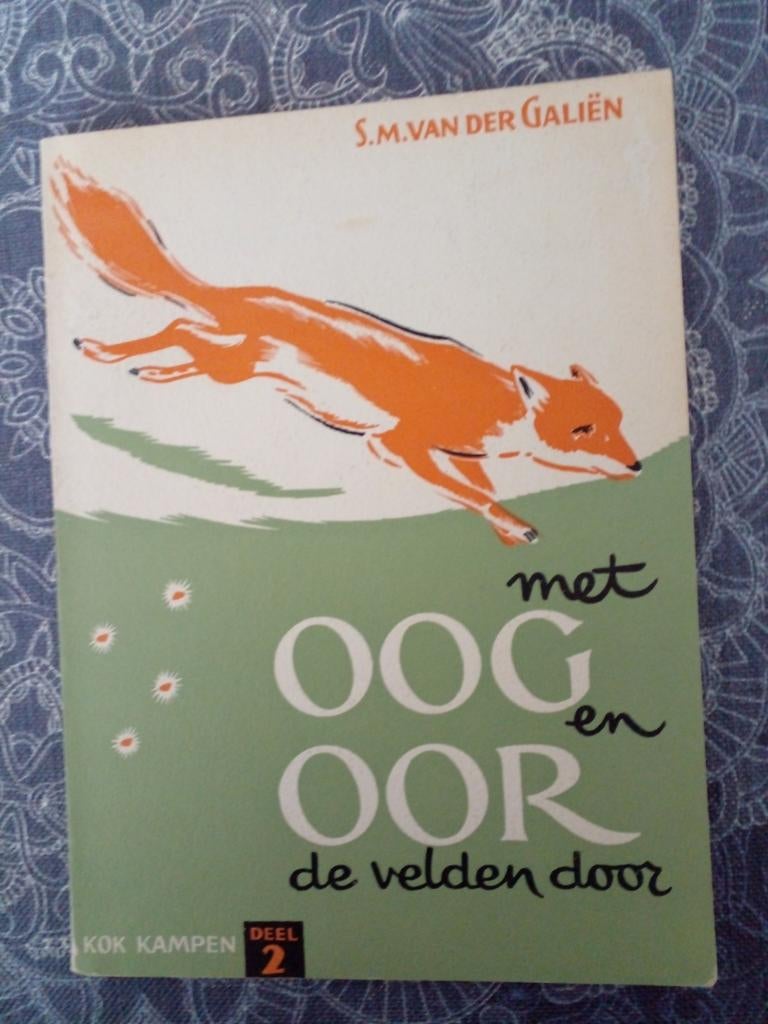 S.M. VAN DER GALIËN
met
OOG
en
OOR
de velden door
KOK KAMPEN
DEEL
2